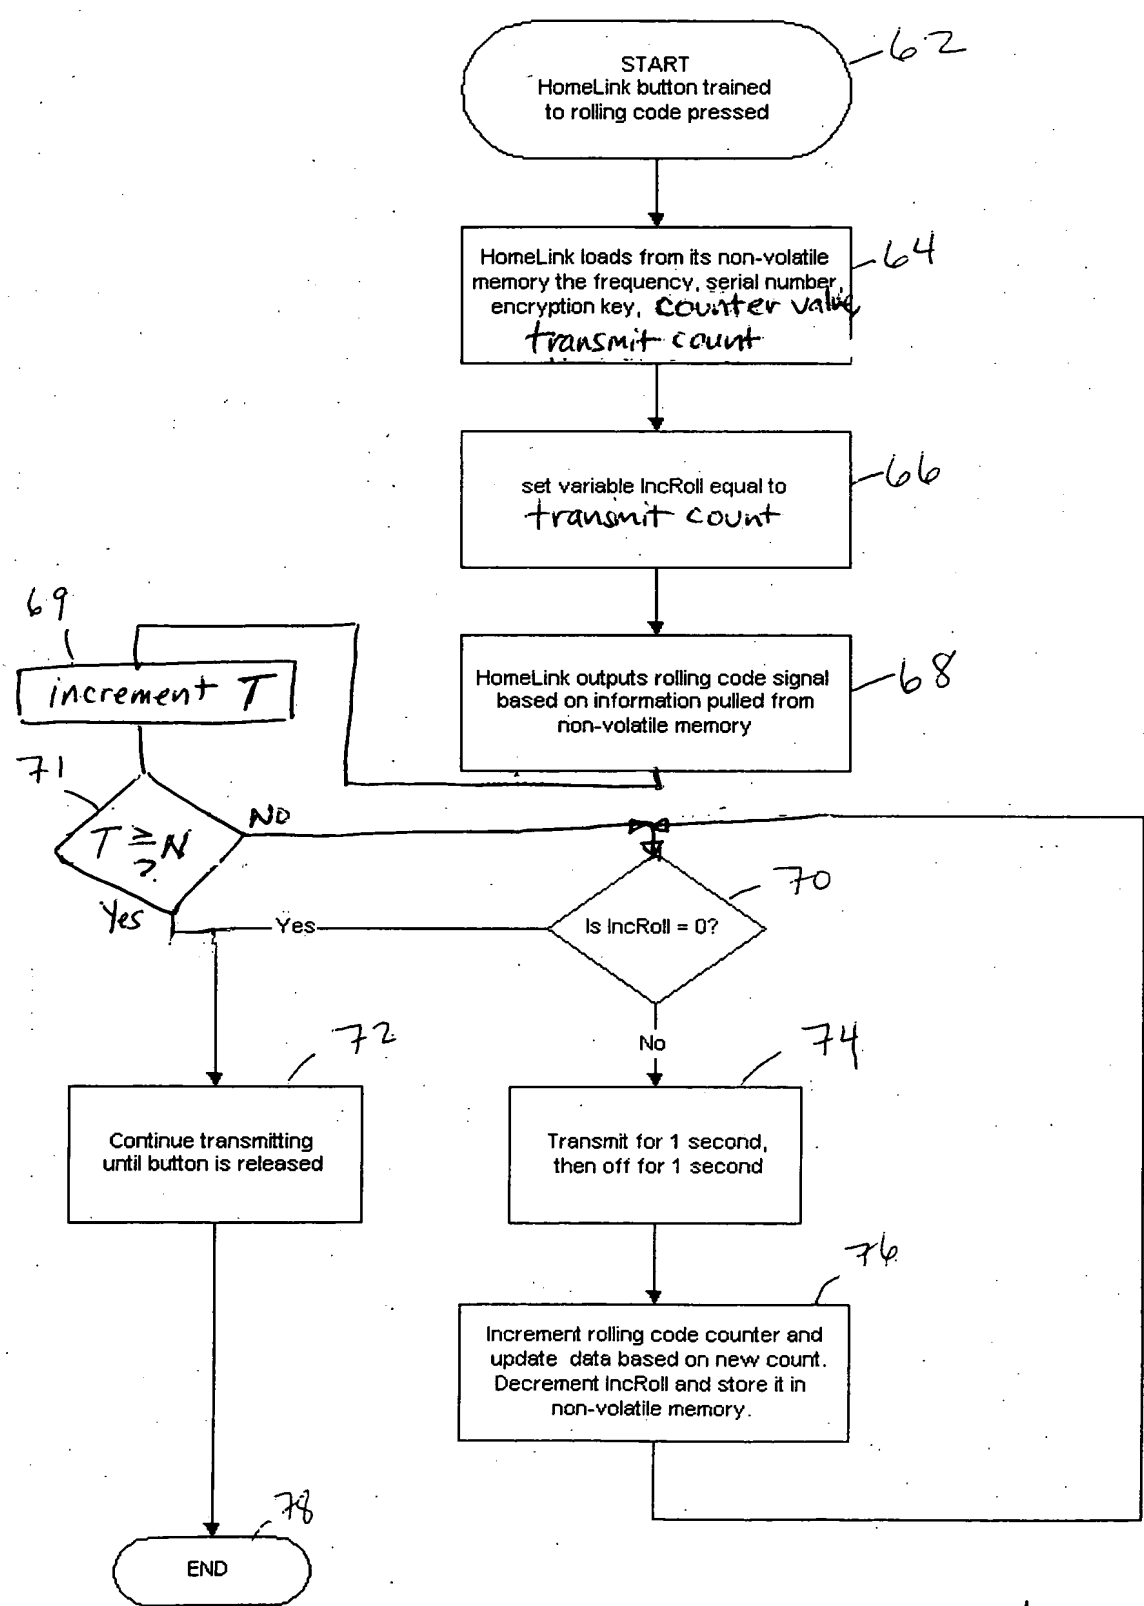 START
HomeLink button trained
to rolling code pressed
62
HomeLink loads from its non-volatile
memory the frequency, serial number,
encryption key, counter value
transmit count
64
set variable IncRoll equal to
transmit count
66
69
increment T
HomeLink outputs rolling code signal
based on information pulled from
non-volatile memory
68
71
T ≥ N
?
NO
Yes
Is IncRoll = 0?
70
Yes
No
72
Continue transmitting
until button is released
74
Transmit for 1 second,
then off for 1 second
76
Increment rolling code counter and
update data based on new count.
Decrement IncRoll and store it in
non-volatile memory.
78
END